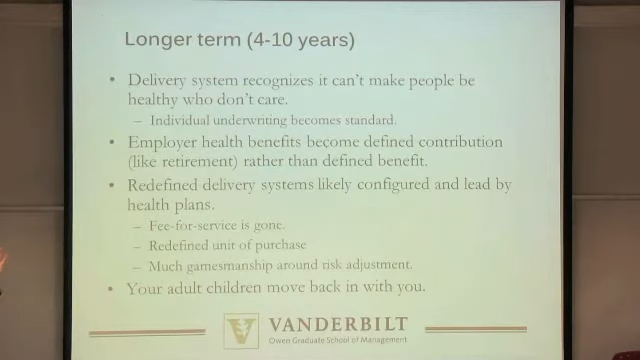 Longer term (4-10 years)
• Delivery system recognizes it can't make people be
healthy who don't care.
– Individual underwriting becomes standard.
• Employer health benefits become defined contribution
(like retirement) rather than defined benefit.
• Redefined delivery systems likely configured and lead by
health plans.
– Fee-for-service is gone.
– Redefined unit of purchase
– Much gamesmanship around risk adjustment.
• Your adult children move back in with you.
V
VANDERBILT
Owen Graduate School of Management